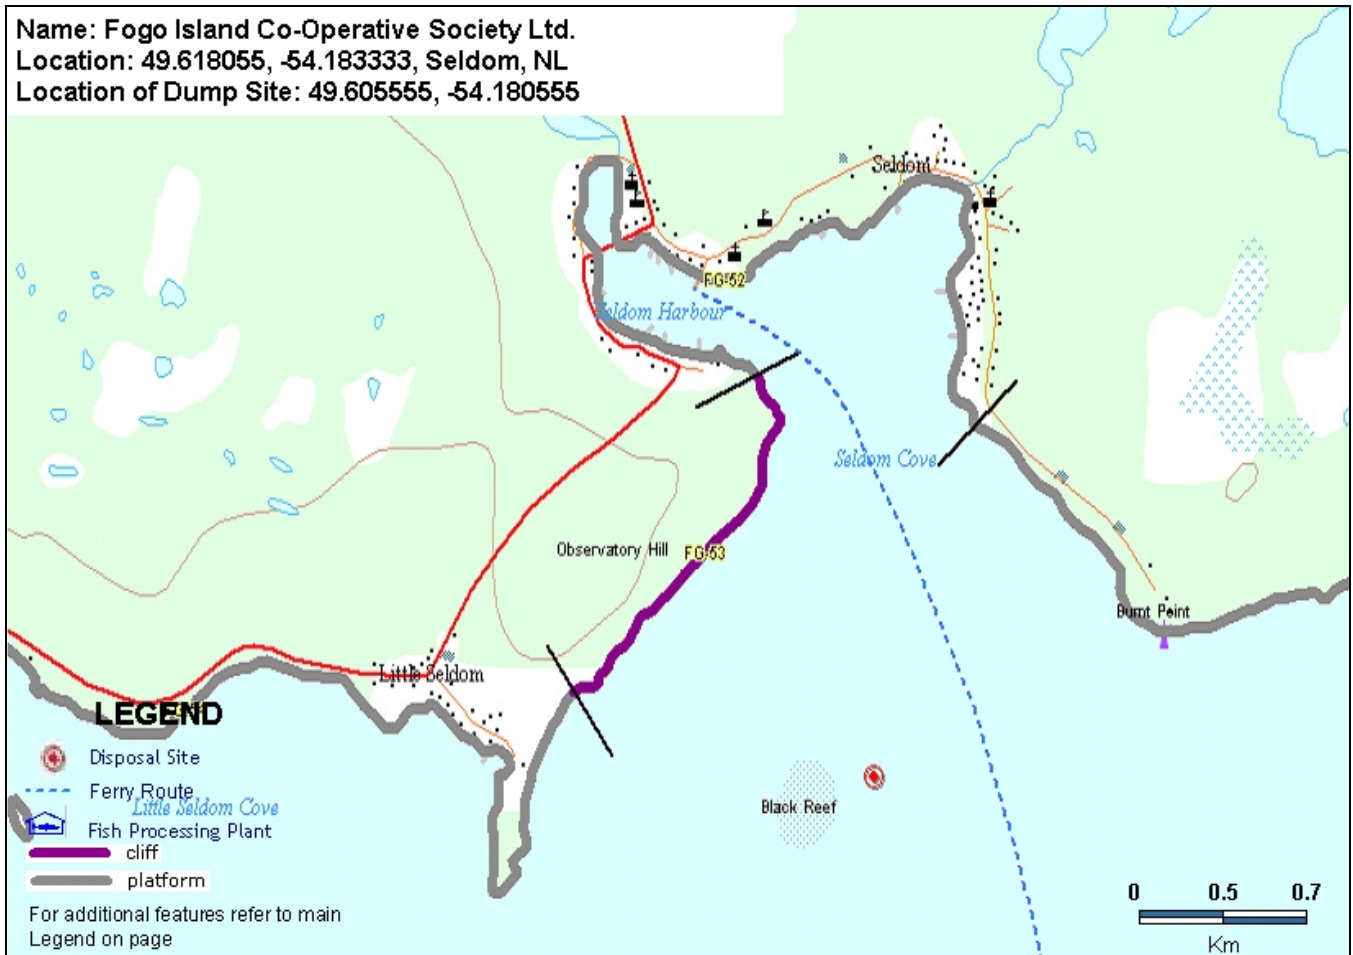 Name: Fogo Island Co-Operative Society Ltd.
Location: 49.618055, -54.183333, Seldom, NL
Location of Dump Site: 49.605555, -54.180555
Seldom
FG-52
Seldom Harbour
Seldom Cove
Observatory Hill
FG-53
Burnt Point
Little Seldom
LEGEND
Disposal Site
Ferry Route
Little Seldom Cove
Fish Processing Plant
Black Reef
cliff
platform
For additional features refer to main
Legend on page
0 0.5 0.7
Km